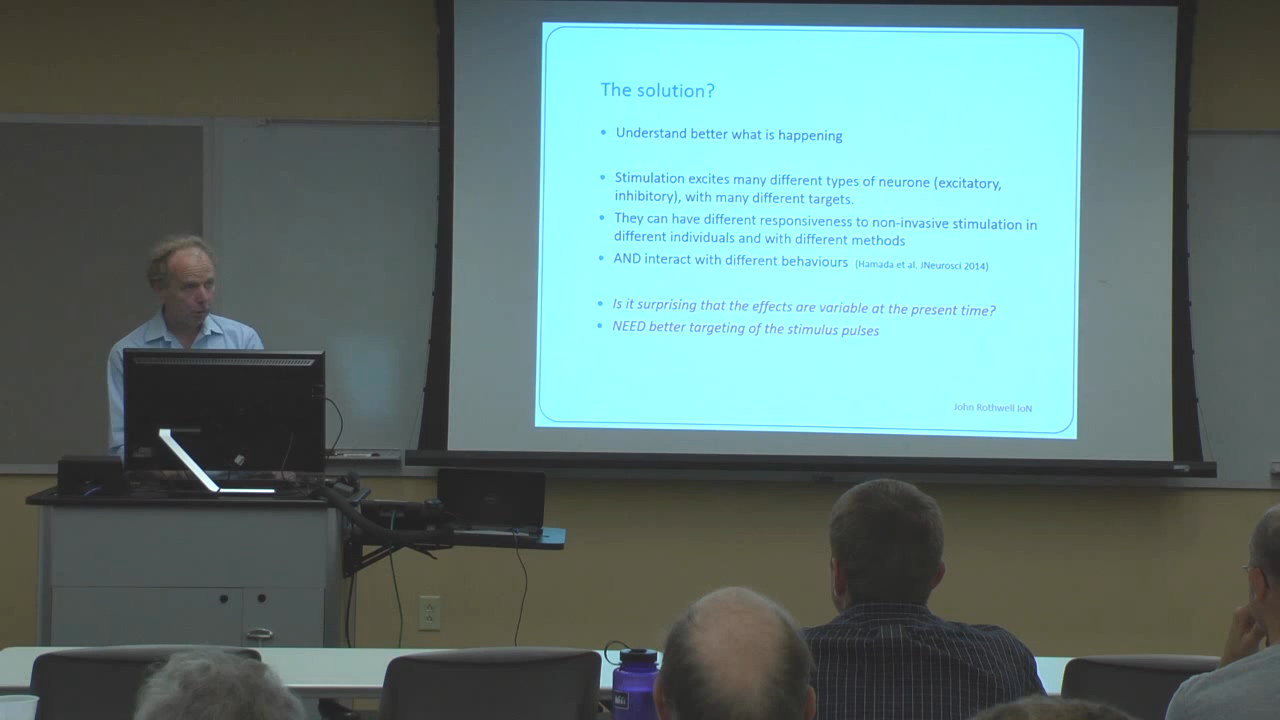 The solution?
• Understand better what is happening
• Stimulation excites many different types of neurone (excitatory,
inhibitory), with many different targets.
• They can have different responsiveness to non-invasive stimulation in
different individuals and with different methods
• AND interact with different behaviours (Hamada et al. JNeurosci 2014)
• Is it surprising that the effects are variable at the present time?
• NEED better targeting of the stimulus pulses
John Rothwell IoN